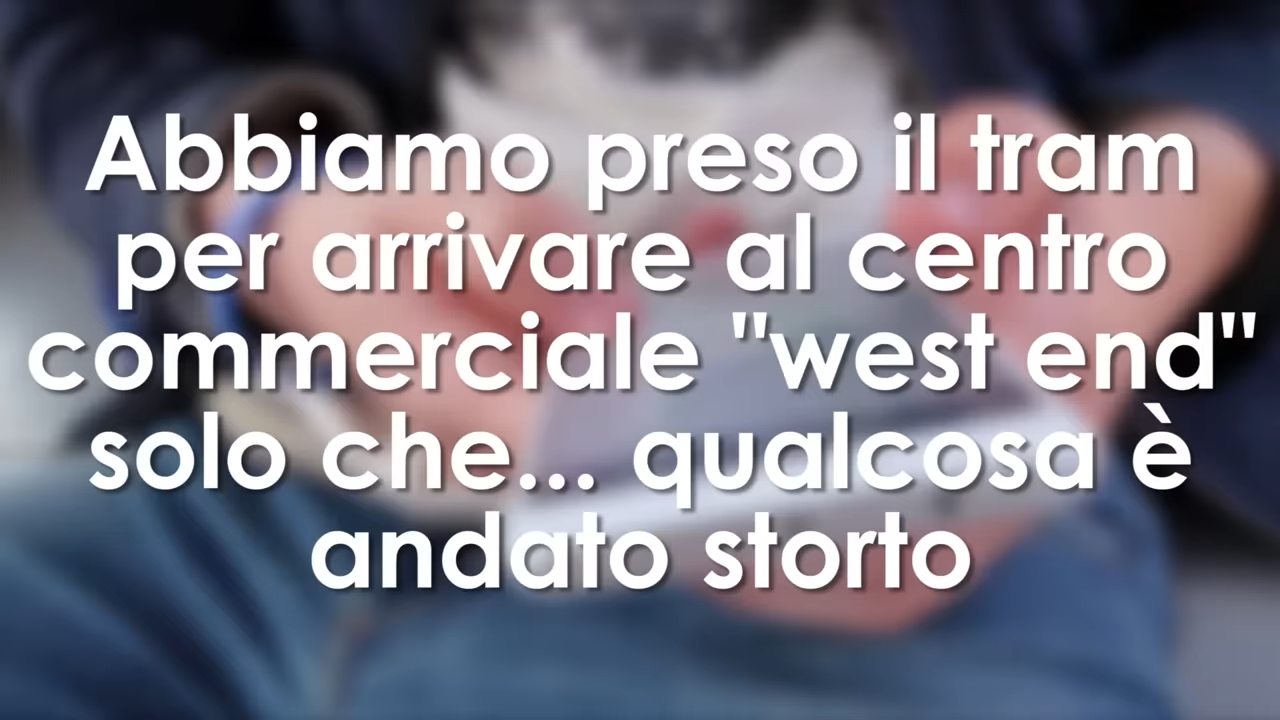 Abbiamo preso il tram
per arrivare al centro
commerciale "west end"
solo che... qualcosa è
andato storto